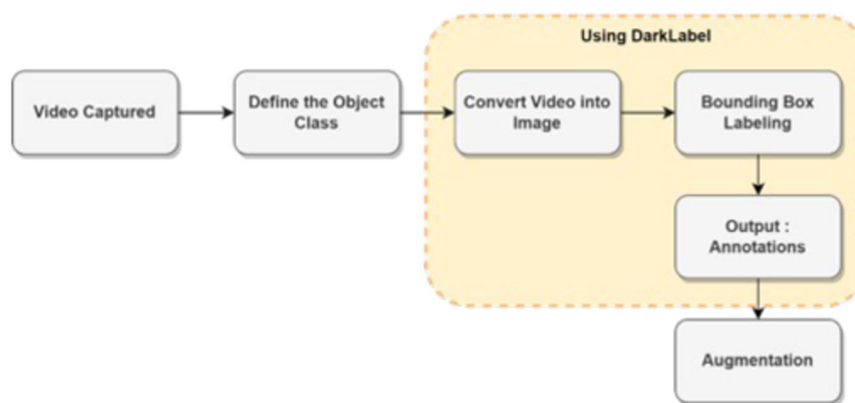 Using DarkLabel
Video Captured
Define the Object
Class
Convert Video into
Image
Bounding Box
Labeling
Output :
Annotations
Augmentation